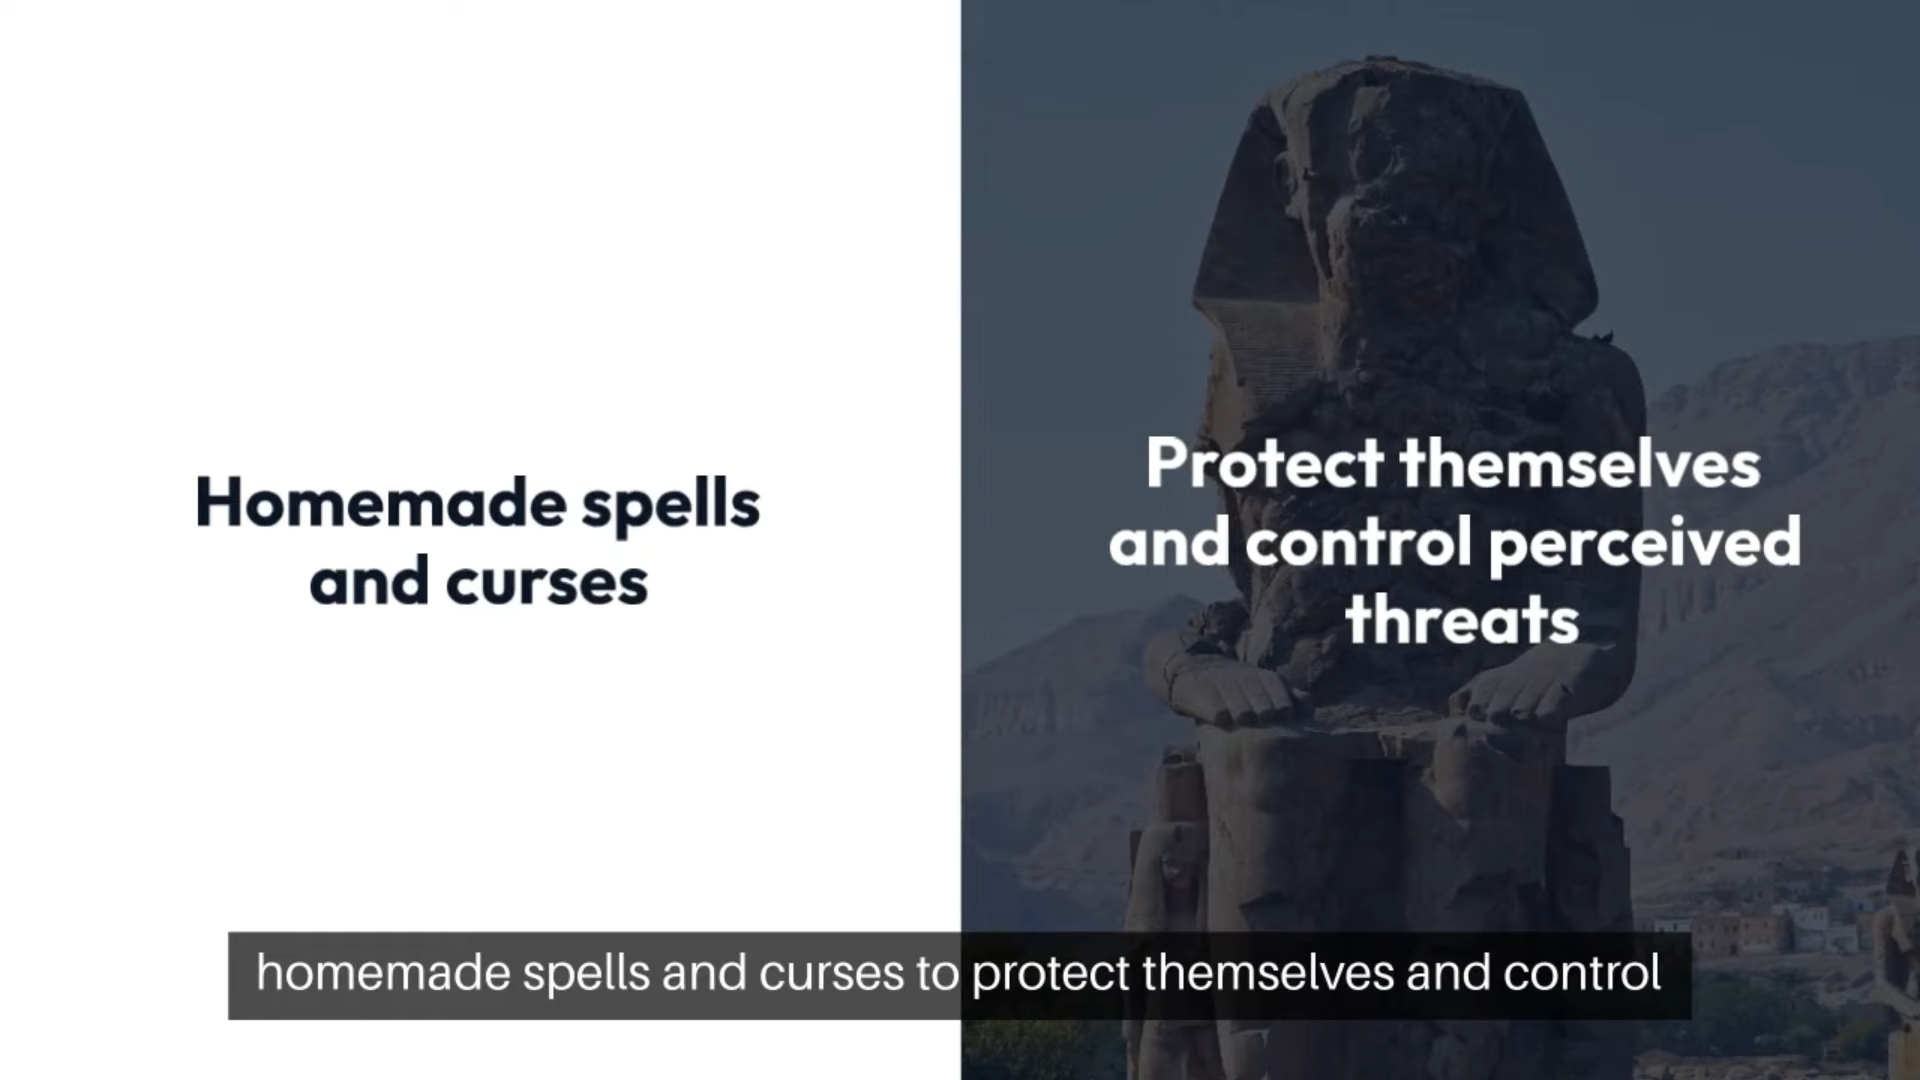 Homemade spells
and curses
Protect themselves
and control perceived
threats
homemade spells and curses to protect themselves and control